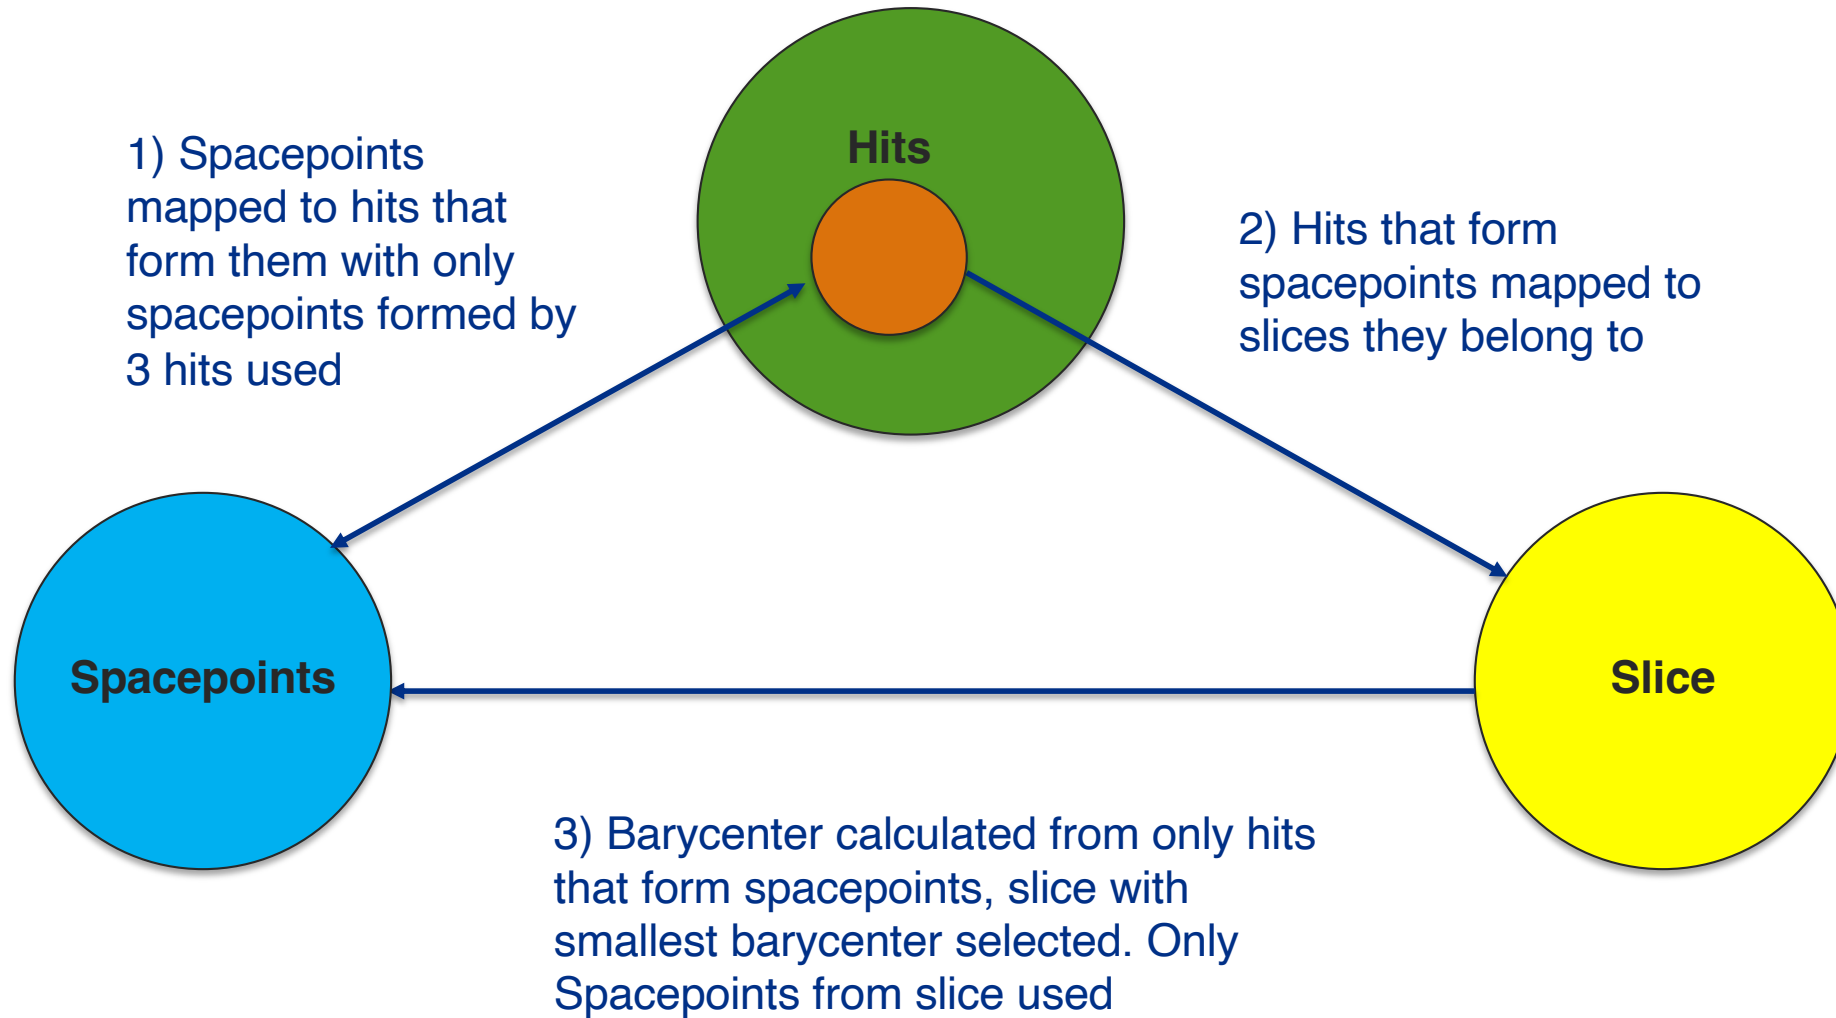 Hits
1) Spacepoints
mapped to hits that
form them with only
spacepoints formed by
3 hits used
2) Hits that form
spacepoints mapped to
slices they belong to
Spacepoints
Slice
3) Barycenter calculated from only hits
that form spacepoints, slice with
smallest barycenter selected. Only
Spacepoints from slice used